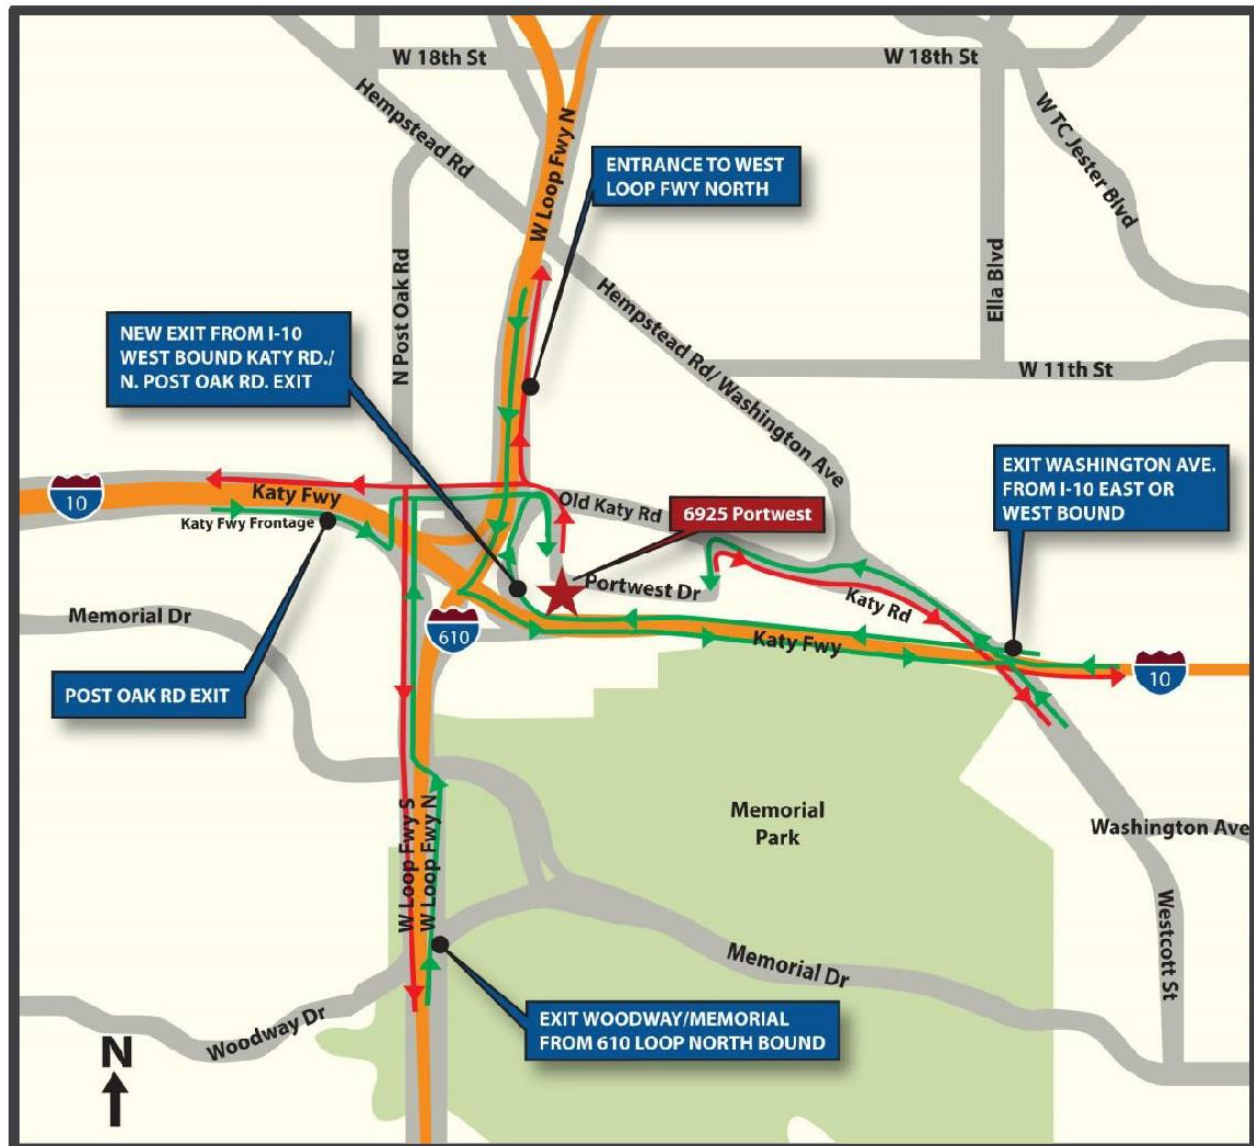 W 18th St
W 18th St
Hempstead Rd
W Loop Fwy N
W TC Jester Blvd
ENTRANCE TO WEST
LOOP FWY NORTH
N Post Oak Rd
Ella Blvd
Hempstead Rd/ Washington Ave
NEW EXIT FROM I-10
WEST BOUND KATY RD./
N. POST OAK RD. EXIT
W 11th St
EXIT WASHINGTON AVE.
FROM I-10 EAST OR
WEST BOUND
10
Katy Fwy
Katy Fwy Frontage
Old Katy Rd
6925 Portwest
Portwest Dr
Katy Rd
Memorial Dr
610
Katy Fwy
10
POST OAK RD EXIT
W Loop Fwy S
W Loop Fwy N
Memorial
Park
Washington Ave
Westcott St
Memorial Dr
Woodway Dr
EXIT WOODWAY/MEMORIAL
FROM 610 LOOP NORTH BOUND
N